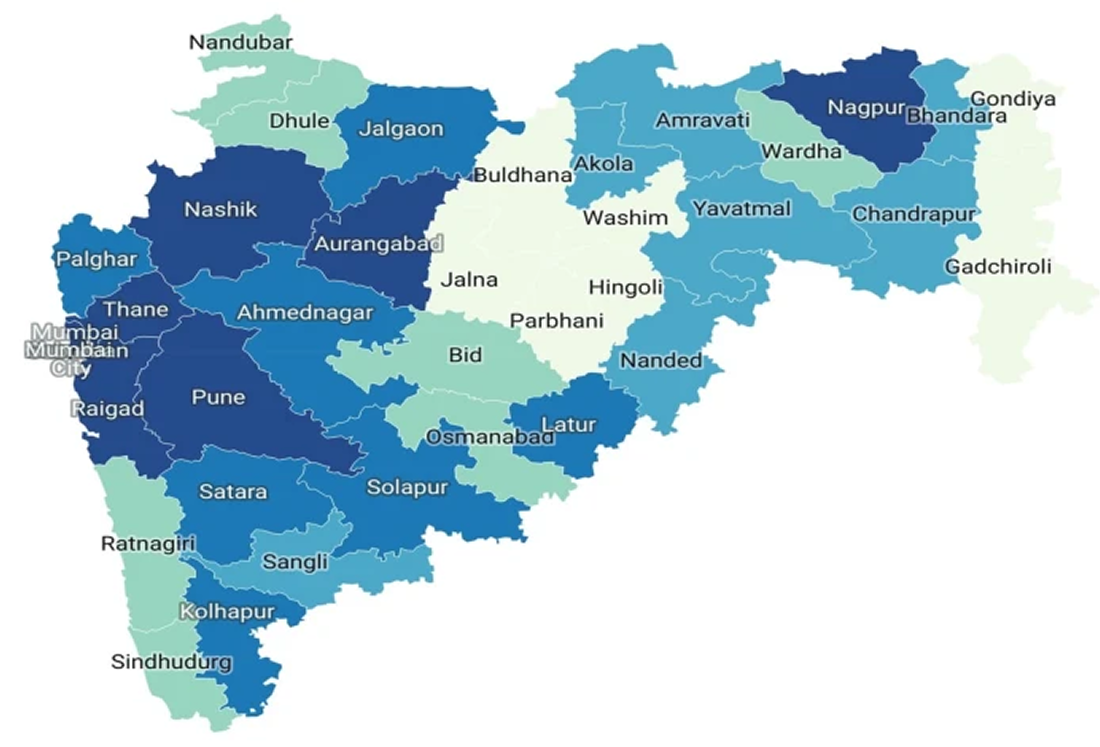 Nandubar
Dhule
Jalgaon
Nagpur
Gondiya
Bhandara
Amravati
Wardha
Akola
Buldhana
Washim
Yavatmal
Chandrapur
Nashik
Aurangabad
Palghar
Jalna
Hingoli
Gadchiroli
Thane
Ahmednagar
Parbhani
Mumbai
Mumbai
City
Bid
Nanded
Raigad
Pune
Latur
Osmanabad
Satara
Solapur
Ratnagiri
Sangli
Kolhapur
Sindhudurg